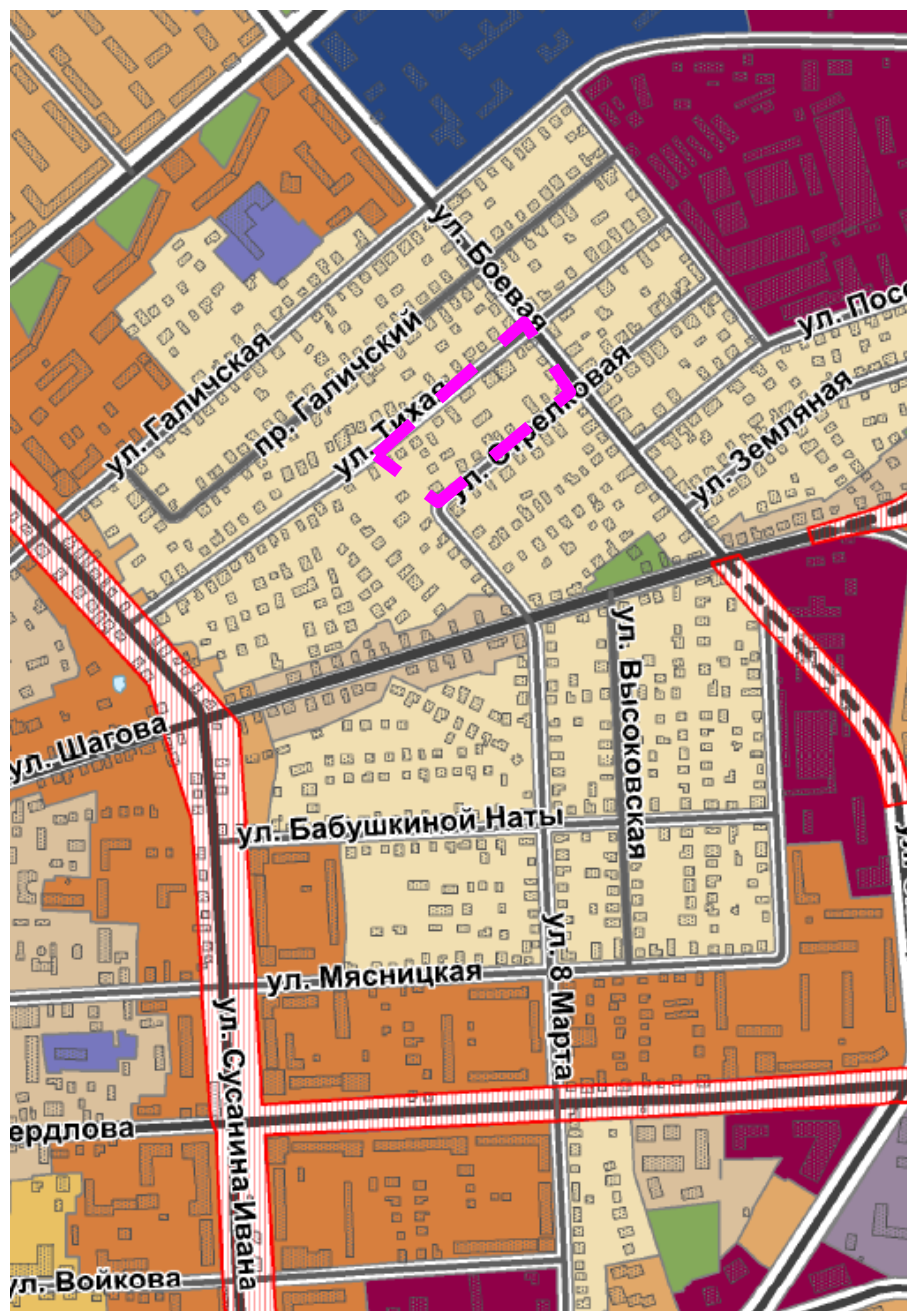 ул. Боевая
ул. Посе
ул. Галичская
пр. Галичский
ул. Тихая
ул. Стрелковая
ул. Земляная
ул. Шагова
ул. Высоковская
ул. Бабушкиной Наты
ул. Мясницкая
ул. 8 Марта
ул. Сусанина Ивана
ердлова
ул. Войкова